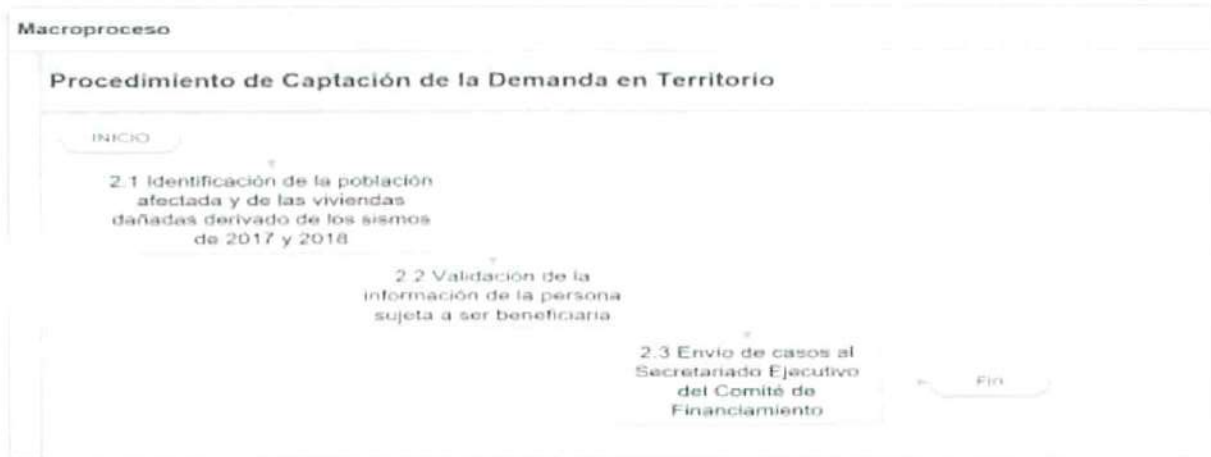 Macroproceso
Procedimiento de Captación de la Demanda en Territorio
INICIO
2.1 Identificación de la población
afectada y de las viviendas
dañadas derivado de los sismos
de 2017 y 2018
2.2 Validación de la
información de la persona
sujeta a ser beneficiaria
2.3 Envío de casos al
Secretariado Ejecutivo
del Comité de
Financiamiento
Fin